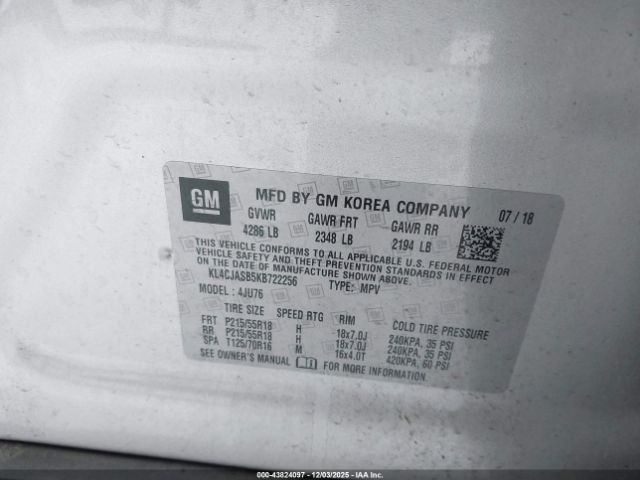 GM MFD BY GM KOREA COMPANY 07 / 18
GVWR GAWR FRT GAWR RR
4286 LB 2348 LB 2194 LB
THIS VEHICLE CONFORMS TO ALL APPLICABLE U.S. FEDERAL MOTOR
VEHICLE SAFETY AND THEFT PREVENTION STANDARDS IN EFFECT
ON THE DATE OF MANUFACTURE SHOWN ABOVE.
KL4CJASB5KB722256 TYPE: MPV
MODEL: 4JU76
TIRE SIZE SPEED RTG RIM COLD TIRE PRESSURE
FRT P215/55R18 H 18x7.0J 240KPA, 35 PSI
RR P215/55R18 H 18x7.0J 240KPA, 35 PSI
SPA T125/70R16 M 16x4.0T 420KPA, 60 PSI
SEE OWNER'S MANUAL FOR MORE INFORMATION.
000-43824097 - 12/03/2025 - IAA, Inc.